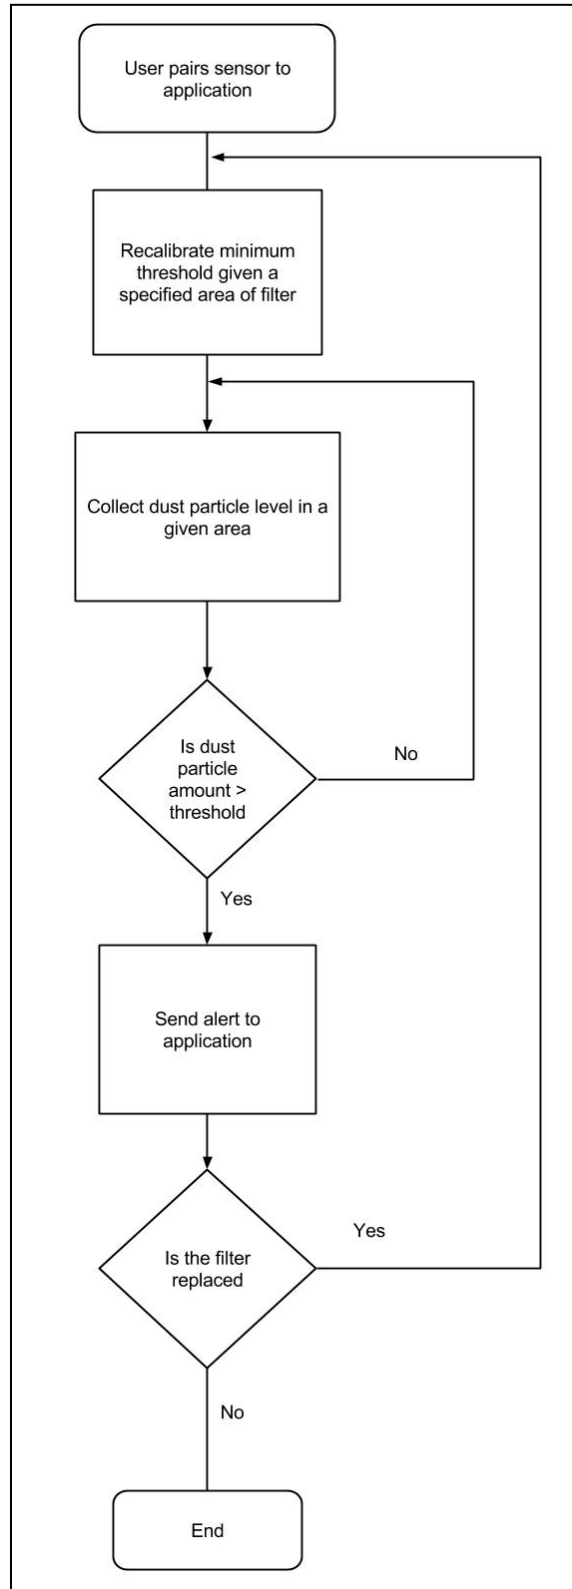 User pairs sensor to
application
Recalibrate minimum
threshold given a
specified area of filter
Collect dust particle level in a
given area
Is dust
particle
amount >
threshold
No
Yes
Send alert to
application
Is the filter
replaced
Yes
No
End